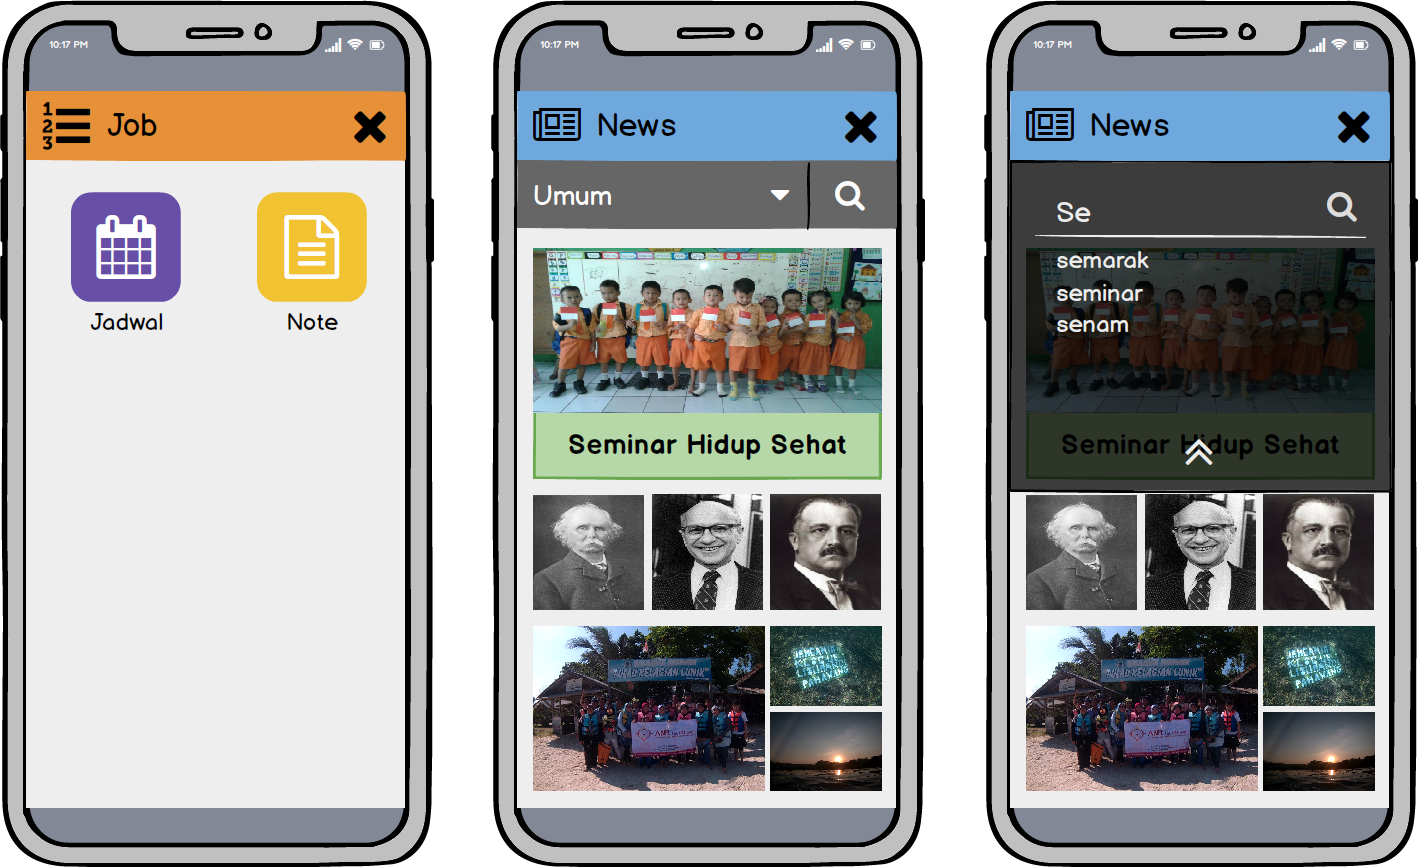 10:17 PM
1
2
3
Job
Jadwal
Note
10:17 PM
News
Umum
Seminar Hidup Sehat
10:17 PM
News
Se
semarak
seminar
senam
Seminar Hidup Sehat